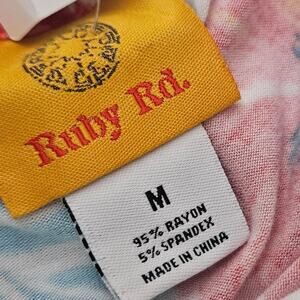 Ruby Rd.
M
95% RAYON
5% SPANDEX
MADE IN CHINA